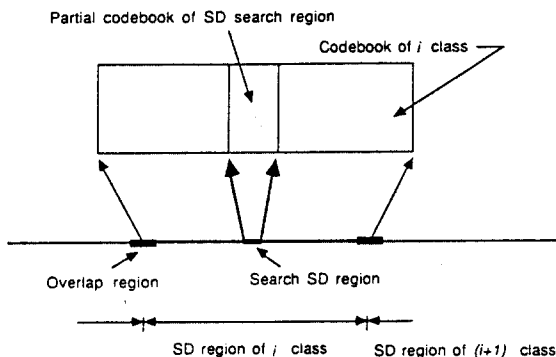 Partial codebook of SD search region
Codebook of i class
Overlap region
Search SD region
SD region of i class
SD region of (i+1) class